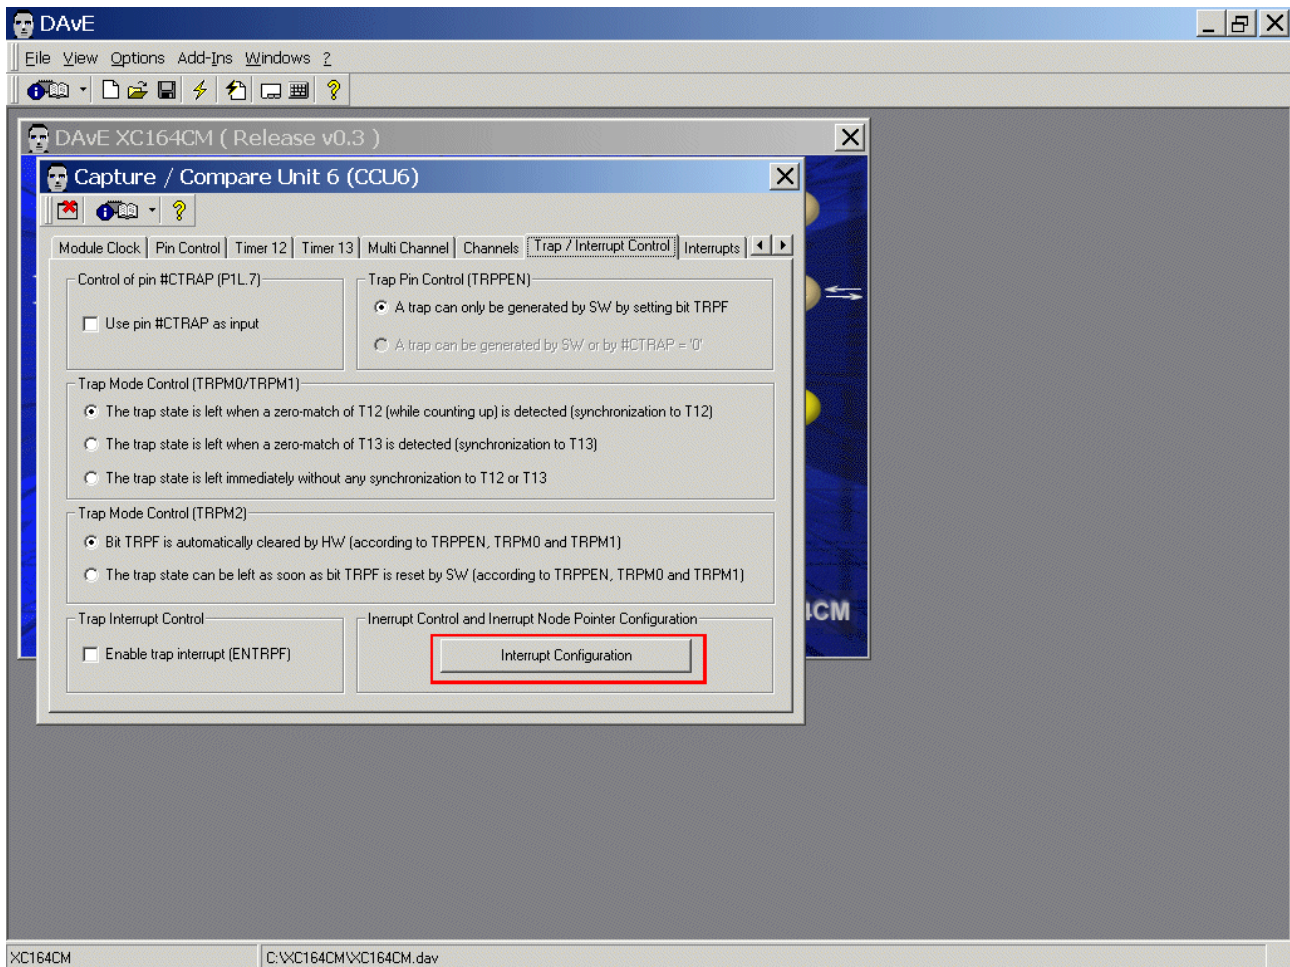 DAvE
File View Options Add-Ins Windows ?
DAvE XC164CM ( Release v0.3 )
Capture / Compare Unit 6 (CCU6)
Module Clock Pin Control Timer 12 Timer 13 Multi Channel Channels Trap / Interrupt Control Interrupts
Control of pin #CTRAP (P1L.7)
Use pin #CTRAP as input
Trap Pin Control (TRPPEN)
A trap can only be generated by SW by setting bit TRPF
A trap can be generated by SW or by #CTRAP = '0'
Trap Mode Control (TRPM0/TRPM1)
The trap state is left when a zero-match of T12 (while counting up) is detected (synchronization to T12)
The trap state is left when a zero-match of T13 is detected (synchronization to T13)
The trap state is left immediately without any synchronization to T12 or T13
Trap Mode Control (TRPM2)
Bit TRPF is automatically cleared by HW (according to TRPPEN, TRPM0 and TRPM1)
The trap state can be left as soon as bit TRPF is reset by SW (according to TRPPEN, TRPM0 and TRPM1)
Trap Interrupt Control
Enable trap interrupt (ENTRPF)
Inerrupt Control and Inerrupt Node Pointer Configuration
Interrupt Configuration
CM
XC164CM
C:\XC164CM\XC164CM.dav